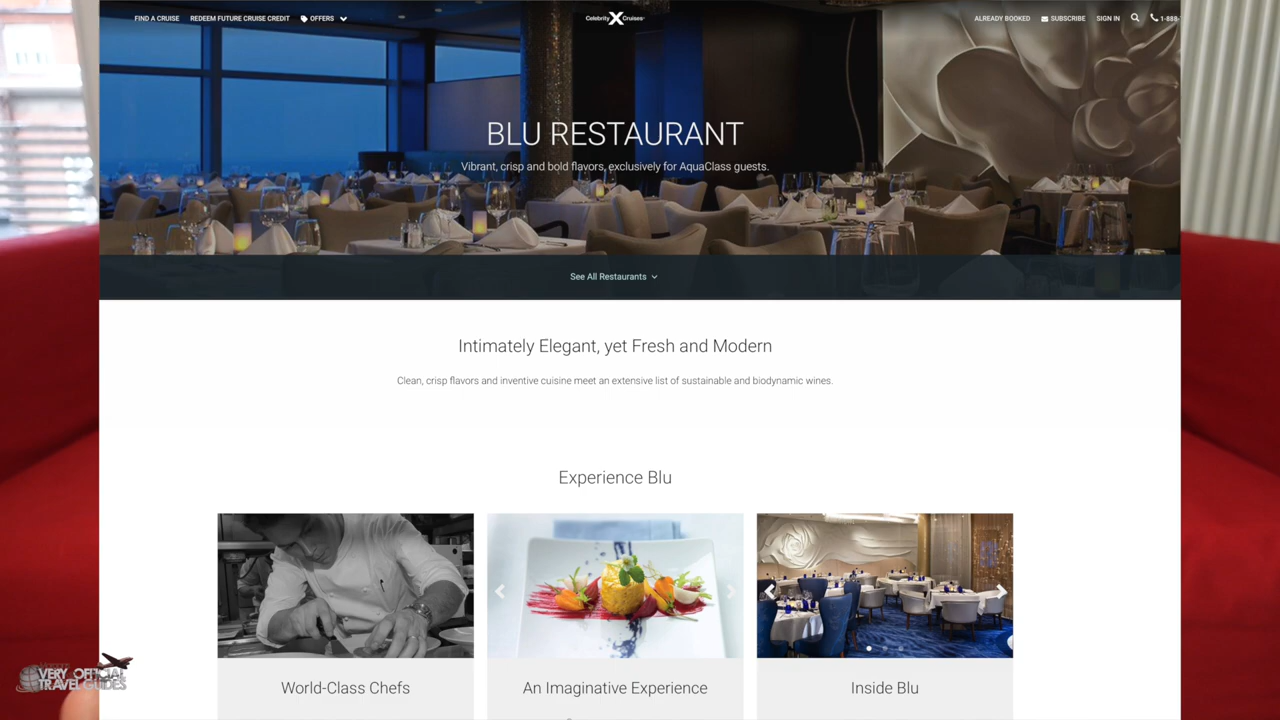 FIND A CRUISE REDEEM FUTURE CRUISE CREDIT OFFERS Celebrity X Cruises ALREADY BOOKED SUBSCRIBE SIGN IN 1-888-
BLU RESTAURANT
Vibrant, crisp and bold flavors, exclusively for AquaClass guests.
See All Restaurants
Intimately Elegant, yet Fresh and Modern
Clean, crisp flavors and inventive cuisine meet an extensive list of sustainable and biodynamic wines.
Experience Blu
World-Class Chefs
An Imaginative Experience
Inside Blu
VERY OFFICIAL
TRAVEL GUIDES